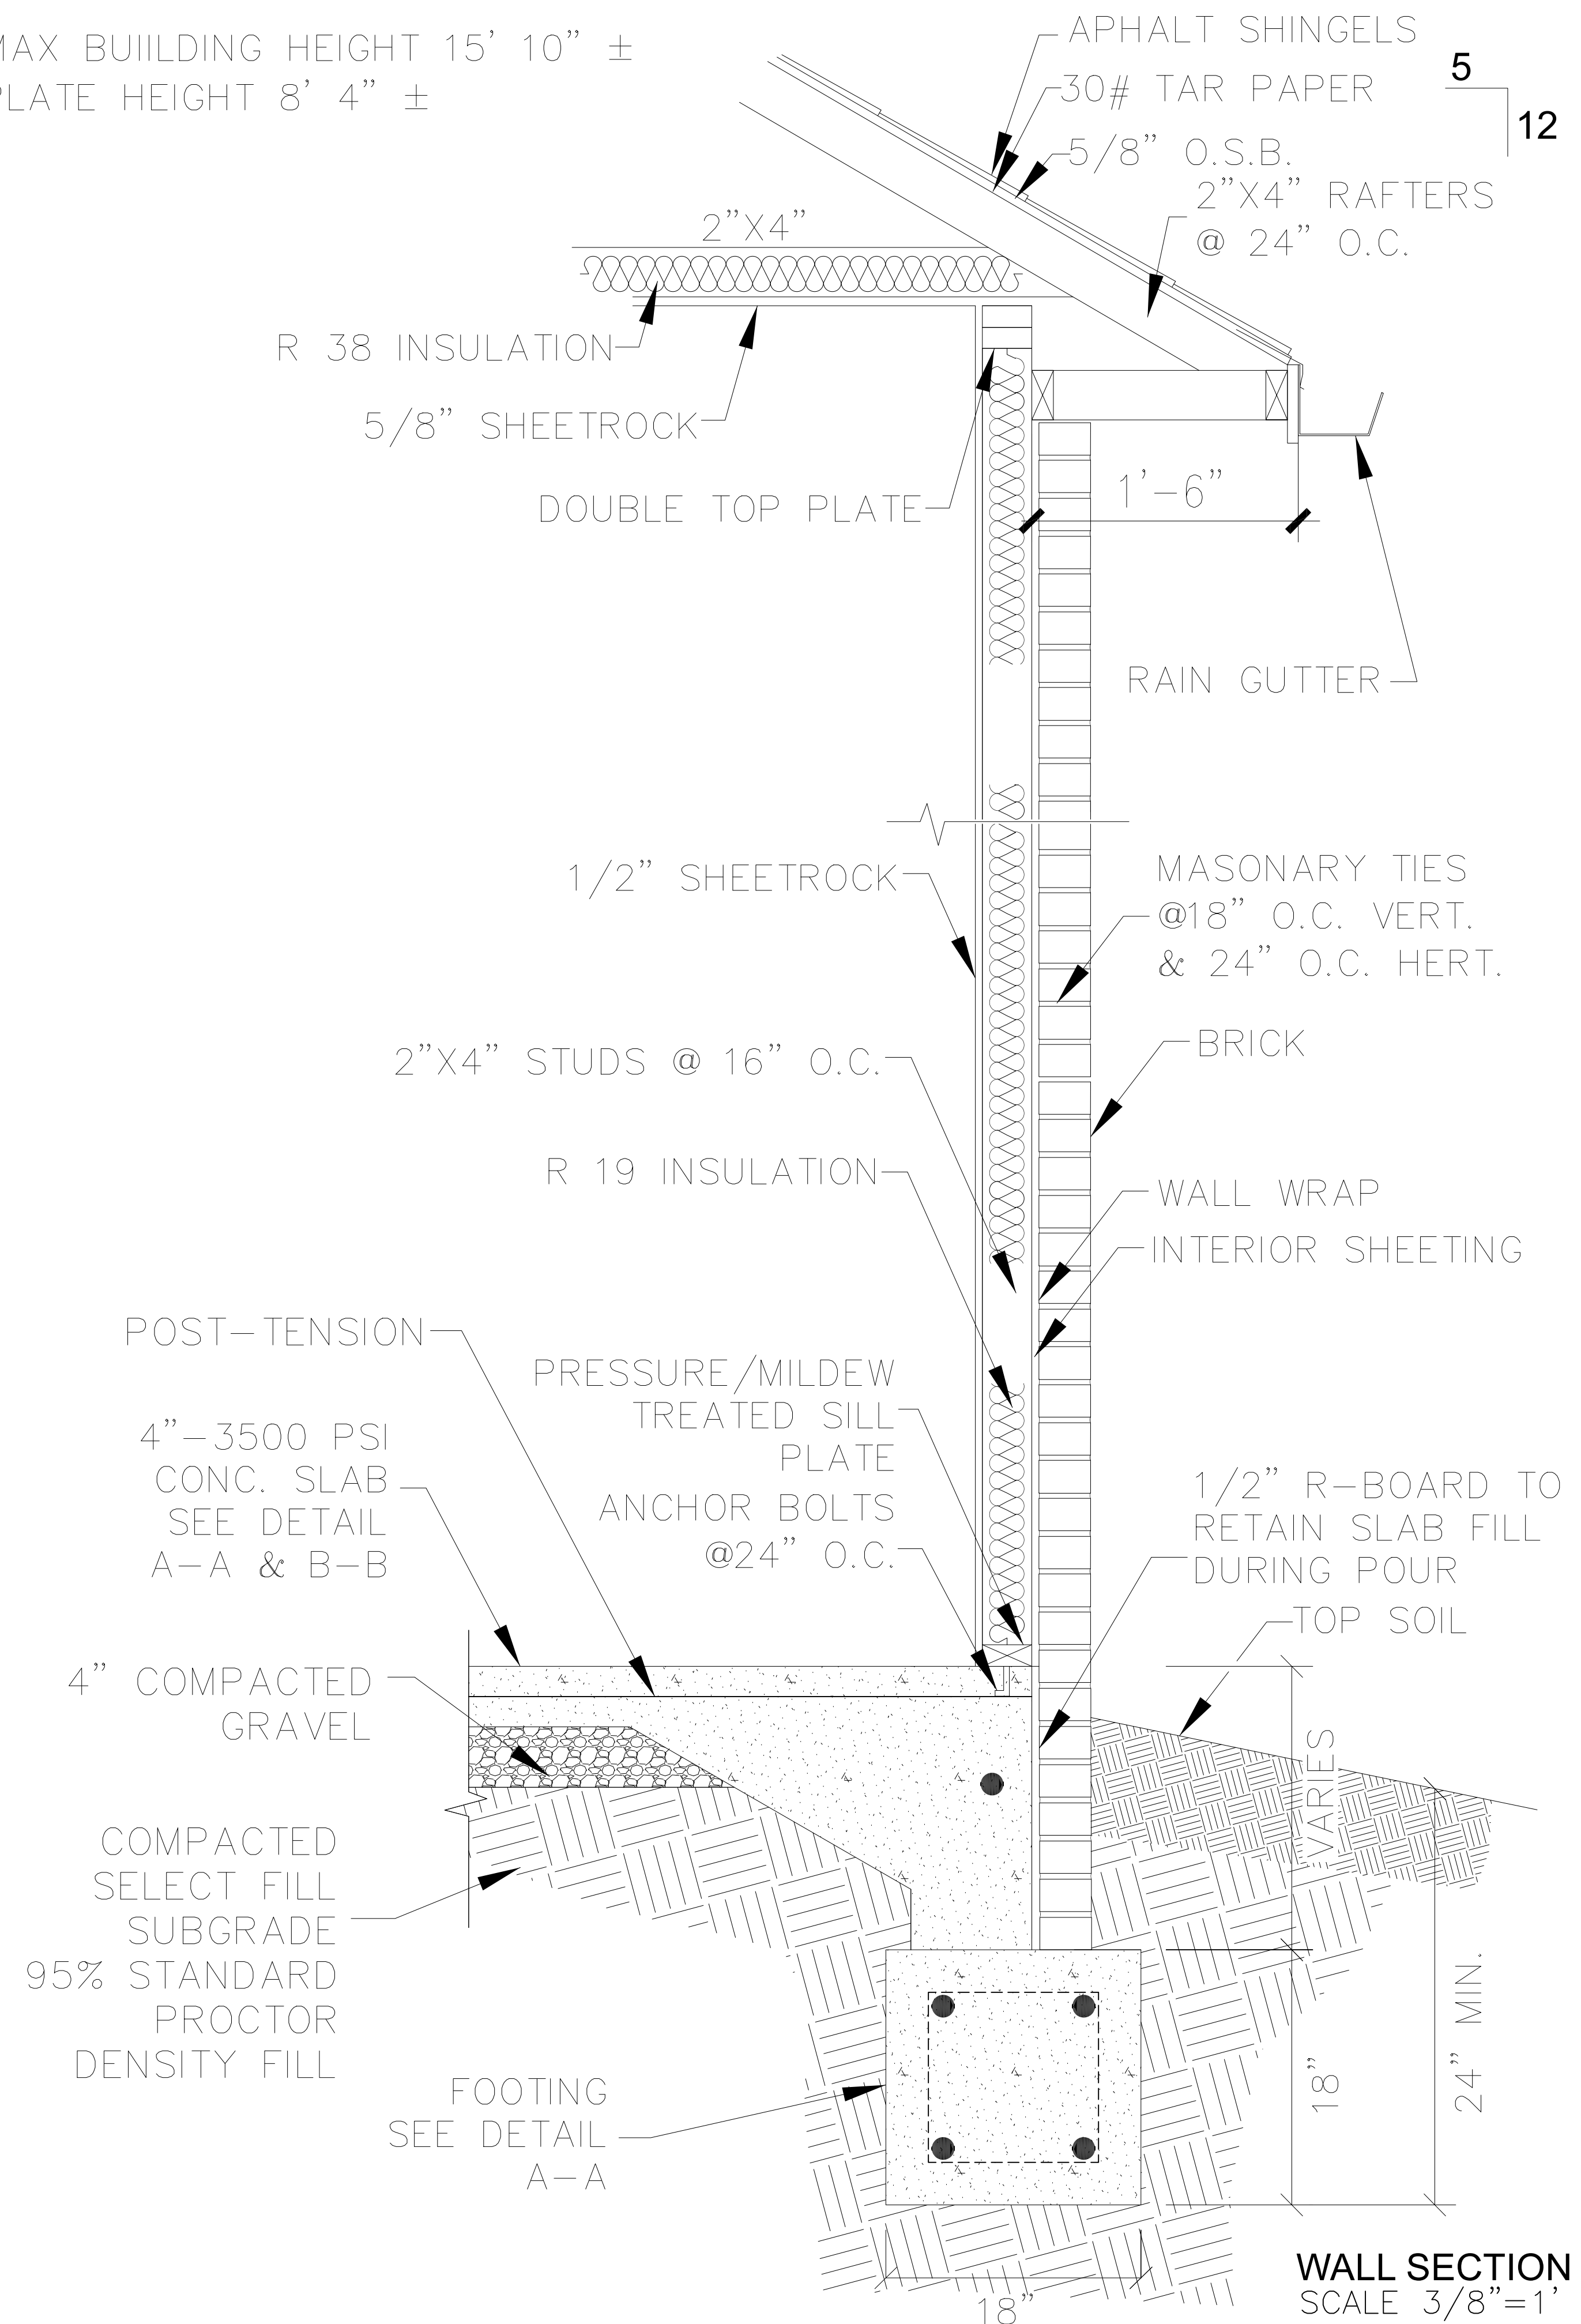 MAX BUIILDING HEIGHT 15' 10" ±
PLATE HEIGHT 8' 4" ±
APHALT SHINGELS
30# TAR PAPER
5/8" O.S.B.
2"X4" RAFTERS
@ 24" O.C.
5
12
2"X4"
R 38 INSULATION
5/8" SHEETROCK
DOUBLE TOP PLATE
1'-6"
RAIN GUTTER
1/2" SHEETROCK
MASONARY TIES
@18" O.C. VERT.
& 24" O.C. HERT.
2"X4" STUDS @ 16" O.C.
BRICK
R 19 INSULATION
WALL WRAP
INTERIOR SHEETING
POST-TENSION
PRESSURE/MILDEW
TREATED SILL
PLATE
4"-3500 PSI
CONC. SLAB
SEE DETAIL
A-A & B-B
ANCHOR BOLTS
@24" O.C.
1/2" R-BOARD TO
RETAIN SLAB FILL
DURING POUR
TOP SOIL
4" COMPACTED
GRAVEL
VARIES
COMPACTED
SELECT FILL
SUBGRADE
95% STANDARD
PROCTOR
DENSITY FILL
18"
24" MIN.
FOOTING
SEE DETAIL
A-A
18"
WALL SECTION
SCALE 3/8"=1'